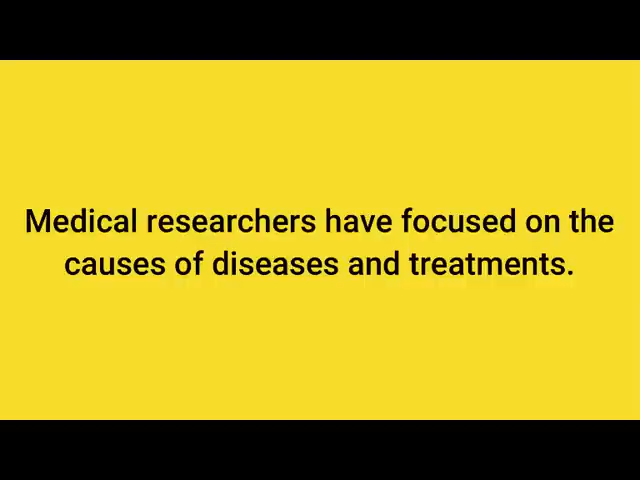 Medical researchers have focused on the
causes of diseases and treatments.